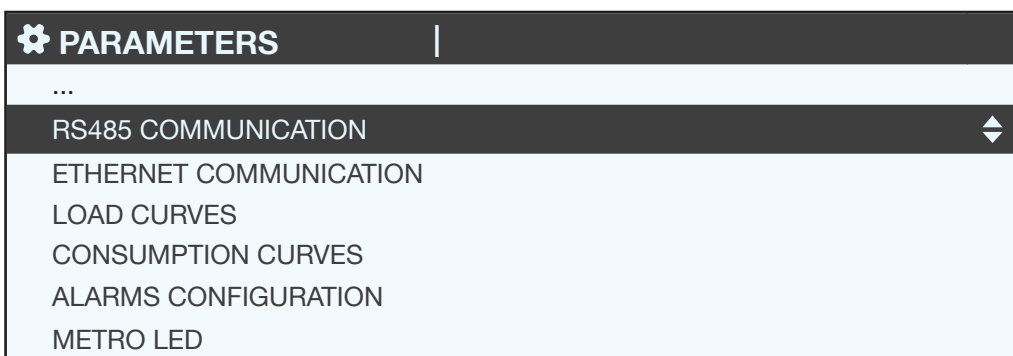 PARAMETERS
...
RS485 COMMUNICATION
ETHERNET COMMUNICATION
LOAD CURVES
CONSUMPTION CURVES
ALARMS CONFIGURATION
METRO LED